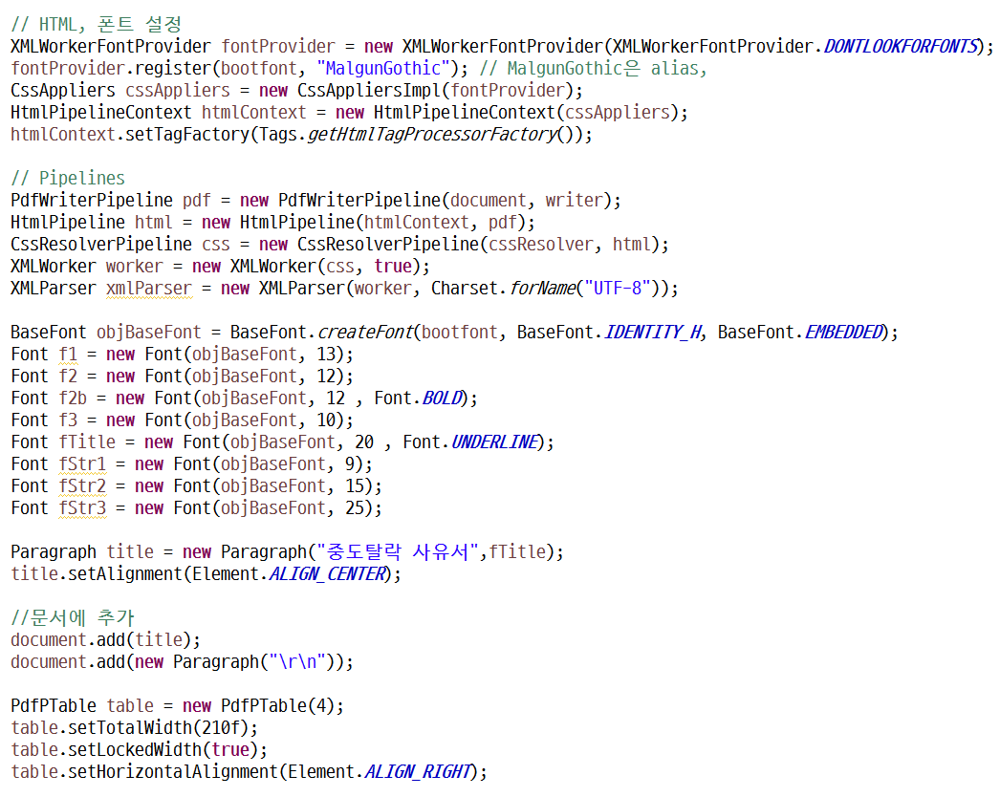 // HTML, 폰트 설정
XMLWorkerFontProvider fontProvider = new XMLWorkerFontProvider(XMLWorkerFontProvider.DONTLOOKFORFONTS);
fontProvider.register(bootfont, "MalgunGothic"); // MalgunGothic은 alias,
CssAppliers cssAppliers = new CssAppliersImpl(fontProvider);
HtmlPipelineContext htmlContext = new HtmlPipelineContext(cssAppliers);
htmlContext.setTagFactory(Tags.getHtmlTagProcessorFactory());

// Pipelines
PdfWriterPipeline pdf = new PdfWriterPipeline(document, writer);
HtmlPipeline html = new HtmlPipeline(htmlContext, pdf);
CssResolverPipeline css = new CssResolverPipeline(cssResolver, html);
XMLWorker worker = new XMLWorker(css, true);
XMLParser xmlParser = new XMLParser(worker, Charset.forName("UTF-8"));

BaseFont objBaseFont = BaseFont.createFont(bootfont, BaseFont.IDENTITY_H, BaseFont.EMBEDDED);
Font f1 = new Font(objBaseFont, 13);
Font f2 = new Font(objBaseFont, 12);
Font f2b = new Font(objBaseFont, 12 , Font.BOLD);
Font f3 = new Font(objBaseFont, 10);
Font fTitle = new Font(objBaseFont, 20 , Font.UNDERLINE);
Font fStr1 = new Font(objBaseFont, 9);
Font fStr2 = new Font(objBaseFont, 15);
Font fStr3 = new Font(objBaseFont, 25);

Paragraph title = new Paragraph("중도탈락 사유서",fTitle);
title.setAlignment(Element.ALIGN_CENTER);

//문서에 추가
document.add(title);
document.add(new Paragraph("\r\n"));

PdfPTable table = new PdfPTable(4);
table.setTotalWidth(210f);
table.setLockedWidth(true);
table.setHorizontalAlignment(Element.ALIGN_RIGHT);